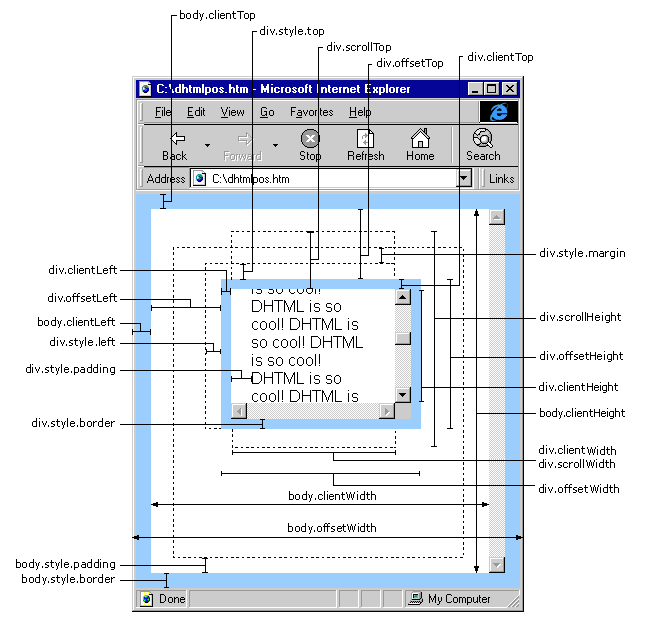 body.clientTop
div.style.top
div.scrollTop
div.offsetTop
div.clientTop
C:\dhtmlpos.htm - Microsoft Internet Explorer
File Edit View Go Favorites Help
Back Forward Stop Refresh Home Search
Address C:\dhtmlpos.htm Links
div.style.margin
div.clientLeft
div.offsetLeft
body.clientLeft
div.style.left
div.style.padding
div.style.border
is so cool!
DHTML is so
cool! DHTML is
so cool! DHTML
is so cool!
DHTML is so
cool! DHTML is
div.scrollHeight
div.offsetHeight
div.clientHeight
body.clientHeight
div.clientWidth
div.scrollWidth
div.offsetWidth
body.clientWidth
body.offsetWidth
body.style.padding
body.style.border
Done My Computer